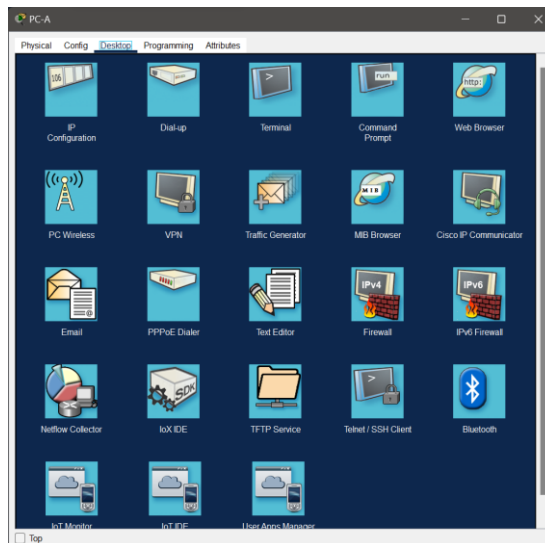 PC-A
Physical Config Desktop Programming Attributes
106
run
http:
IP
Configuration
Dial-up
Terminal
Command
Prompt
Web Browser
MIB
PC Wireless
VPN
Traffic Generator
MIB Browser
Cisco IP Communicator
IPv4
IPv6
Email
PPPoE Dialer
Text Editor
Firewall
IPv6 Firewall
SDK
Netflow Collector
IoX IDE
TFTP Service
Telnet / SSH Client
Bluetooth
IoT Monitor
IoT IDE
User Apps Manager
Top